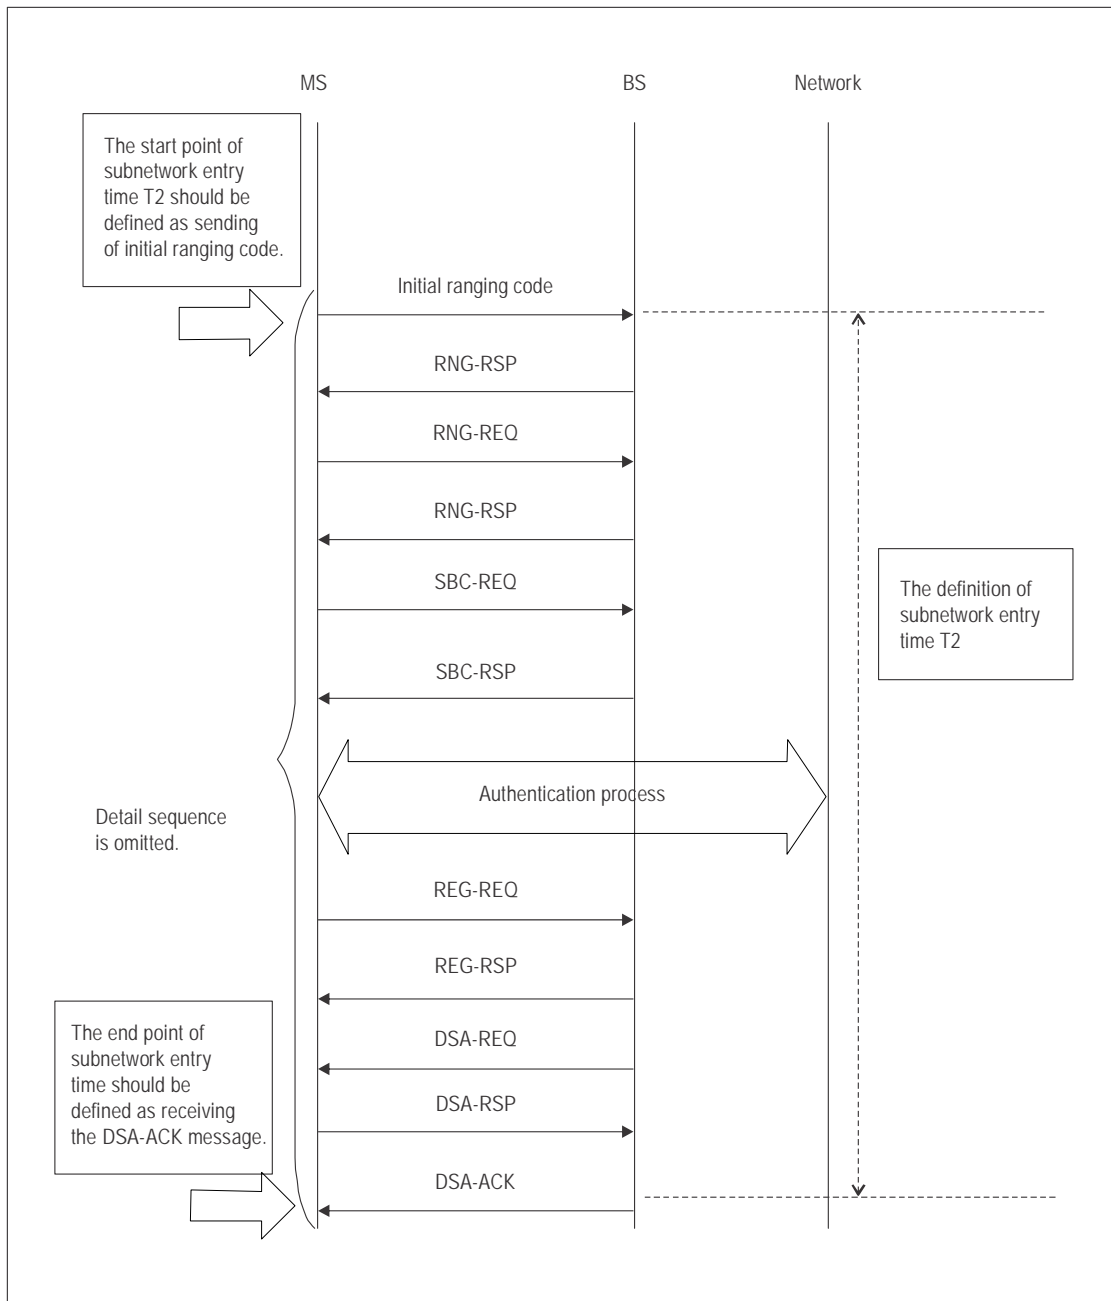 MS
BS
Network
The start point of
subnetwork entry
time T2 should be
defined as sending
of initial ranging code.
Initial ranging code
RNG-RSP
RNG-REQ
RNG-RSP
SBC-REQ
The definition of
subnetwork entry
time T2
SBC-RSP
Authentication process
Detail sequence
is omitted.
REG-REQ
REG-RSP
The end point of
subnetwork entry
time should be
defined as receiving
the DSA-ACK message.
DSA-REQ
DSA-RSP
DSA-ACK